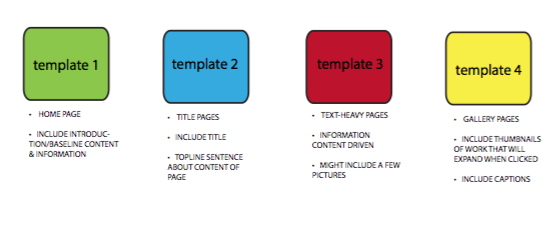 template 1
• HOME PAGE
• INCLUDE INTRODUC-
TION/BASELINE CONTENT
& INFORMATION
template 2
• TITLE PAGES
• INCLUDE TITLE
• TOPLINE SENTENCE
ABOUT CONTENT OF
PAGE
template 3
• TEXT-HEAVY PAGES
• INFORMATION
CONTENT DRIVEN
• MIGHT INCLUDE A FEW
PICTURES
template 4
• GALLERY PAGES
• INCLUDE THUMBNAILS
OF WORK THAT WILL
EXPAND WHEN CLICKED
• INCLUDE CAPTIONS